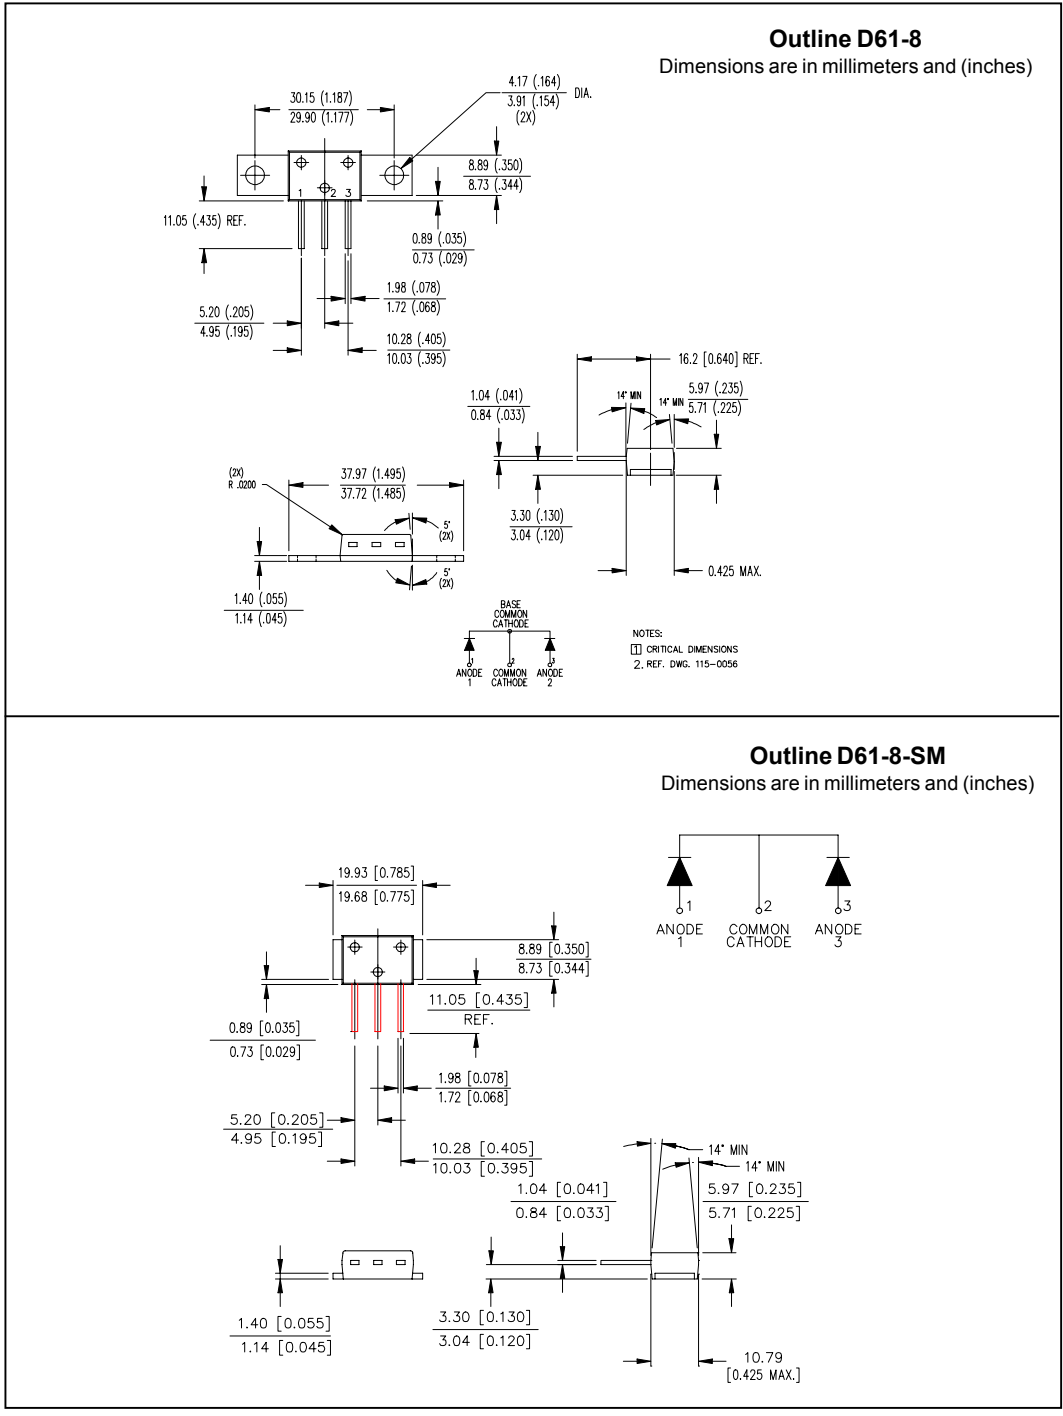 Outline D61-8
Dimensions are in millimeters and (inches)
30.15 (1.187)
29.90 (1.177)
4.17 (.164)
3.91 (.154)
DIA.
(2X)
8.89 (.350)
8.73 (.344)
1 2 3
11.05 (.435) REF.
0.89 (.035)
0.73 (.029)
1.98 (.078)
1.72 (.068)
5.20 (.205)
4.95 (.195)
10.28 (.405)
10.03 (.395)
16.2 [0.640] REF.
1.04 (.041)
0.84 (.033)
14° MIN
14° MIN
5.97 (.235)
5.71 (.225)
3.30 (.130)
3.04 (.120)
0.425 MAX.
(2X)
R .0200
37.97 (1.495)
37.72 (1.485)
5°
(2X)
5°
(2X)
1.40 (.055)
1.14 (.045)
BASE
COMMON
CATHODE
1 2 3
ANODE COMMON ANODE
1 CATHODE 2
NOTES:
1 CRITICAL DIMENSIONS
2. REF. DWG. 115-0056
Outline D61-8-SM
Dimensions are in millimeters and (inches)
19.93 [0.785]
19.68 [0.775]
1 2 3
ANODE COMMON ANODE
1 CATHODE 3
8.89 [0.350]
8.73 [0.344]
11.05 [0.435]
REF.
0.89 [0.035]
0.73 [0.029]
1.98 [0.078]
1.72 [0.068]
5.20 [0.205]
4.95 [0.195]
10.28 [0.405]
10.03 [0.395]
14° MIN
14° MIN
1.04 [0.041]
0.84 [0.033]
5.97 [0.235]
5.71 [0.225]
1.40 [0.055]
1.14 [0.045]
3.30 [0.130]
3.04 [0.120]
10.79
[0.425 MAX.]